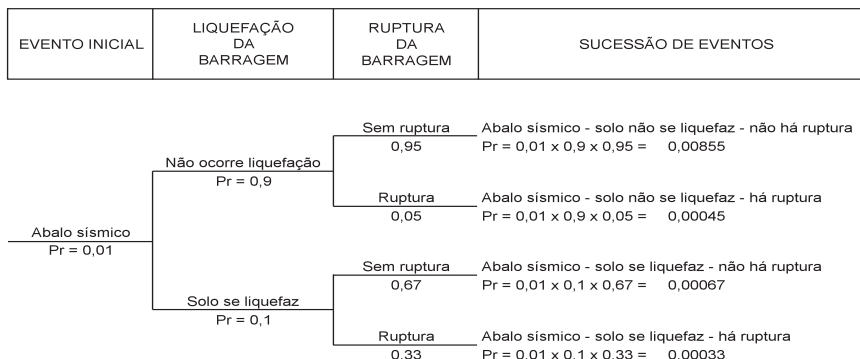 EVENTO INICIAL
LIQUEFAÇÃO
DA
BARRAGEM
RUPTURA
DA
BARRAGEM
SUCESSÃO DE EVENTOS
Sem ruptura
0,95
Abalo sísmico - solo não se liquefaz - não há ruptura
Pr = 0,01 x 0,9 x 0,95 = 0,00855
Não ocorre liquefação
Pr = 0,9
Ruptura
0,05
Abalo sísmico - solo não se liquefaz - há ruptura
Pr = 0,01 x 0,9 x 0,05 = 0,00045
Abalo sísmico
Pr = 0,01
Sem ruptura
0,67
Abalo sísmico - solo se liquefaz - não há ruptura
Pr = 0,01 x 0,1 x 0,67 = 0,00067
Solo se liquefaz
Pr = 0,1
Ruptura
0,33
Abalo sísmico - solo se liquefaz - há ruptura
Pr = 0,01 x 0,1 x 0,33 = 0,00033